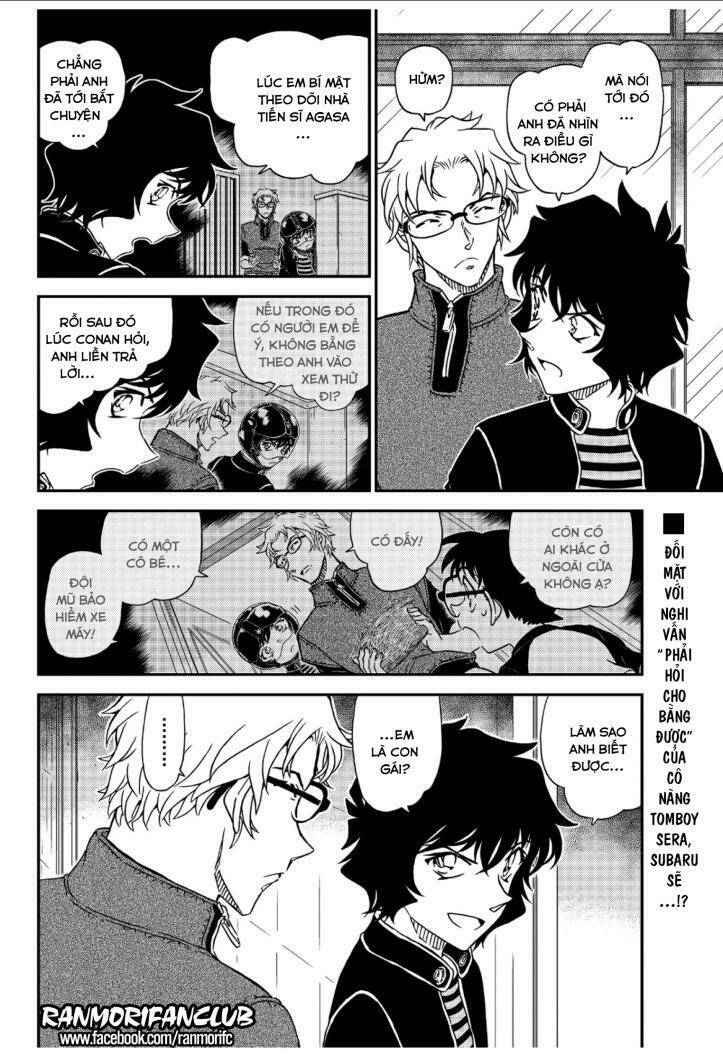 MÀ NÓI
TỚI ĐÓ
...
CÓ PHẢI
ANH ĐÃ NHÌN
RA ĐIỀU GÌ
KHÔNG?
HỬM?
LÚC EM BÍ MẬT
THEO DÕI NHÀ
TIẾN SĨ AGASA
...
CHẲNG
PHẢI ANH
ĐÃ TỚI BẮT
CHUYỆN
...
NẾU TRONG ĐÓ
CÓ NGƯỜI EM ĐỂ
Ý, KHÔNG BẰNG
THEO ANH VÀO
XEM THỬ
ĐI?
RỒI SAU ĐÓ
LÚC CONAN HỎI,
ANH LIỀN TRẢ
LỜI...
CÒN CÓ
AI KHÁC Ở
NGOÀI CỬA
KHÔNG Ạ?
CÓ ĐẤY!
CÓ MỘT
CÔ BÉ...
ĐỘI
MŨ BẢO
HIỂM XE
MÁY!
LÀM SAO
ANH BIẾT
ĐƯỢC...
...EM
LÀ CON
GÁI?
.........
ĐỐI
MẶT
VỚI
NGHI
VẤN
"PHẢI
HỎI
CHO
BẰNG
ĐƯỢC"
CỦA
CÔ
NÀNG
TOMBOY
SERA,
SUBARU
SẼ
...!?
RANMORIFANCLUB
www.facebook.com/ranmorifc